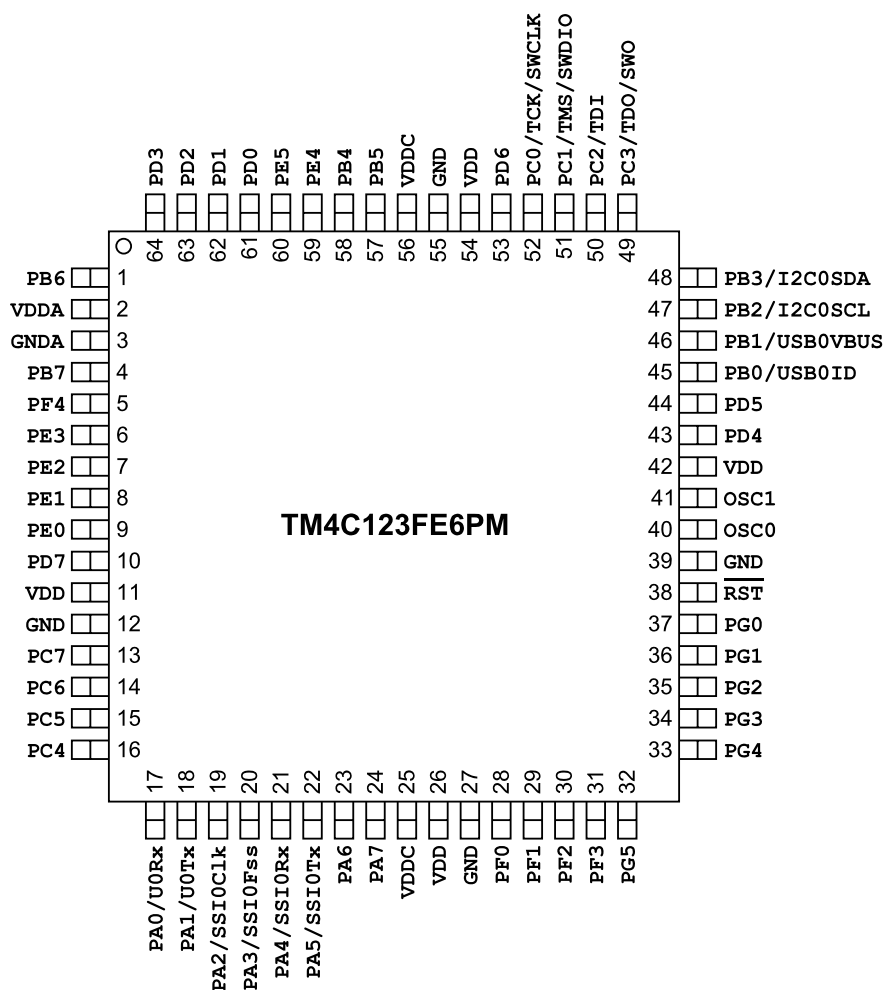 PD3
PD2
PD1
PD0
PE5
PE4
PB4
PB5
VDDC
GND
VDD
PD6
PC0/TCK/SWCLK
PC1/TMS/SWDIO
PC2/TDI
PC3/TDO/SWO
64
63
62
61
60
59
58
57
56
55
54
53
52
51
50
49
PB6 1
VDDA 2
GNDA 3
PB7 4
PF4 5
PE3 6
PE2 7
PE1 8
PE0 9
PD7 10
VDD 11
GND 12
PC7 13
PC6 14
PC5 15
PC4 16
TM4C123FE6PM
48 PB3/I2C0SDA
47 PB2/I2C0SCL
46 PB1/USB0VBUS
45 PB0/USB0ID
44 PD5
43 PD4
42 VDD
41 OSC1
40 OSC0
39 GND
38 RST
37 PG0
36 PG1
35 PG2
34 PG3
33 PG4
17
18
19
20
21
22
23
24
25
26
27
28
29
30
31
32
PA0/U0Rx
PA1/U0Tx
PA2/SSI0Clk
PA3/SSI0Fss
PA4/SSI0Rx
PA5/SSI0Tx
PA6
PA7
VDDC
VDD
GND
PF0
PF1
PF2
PF3
PG5